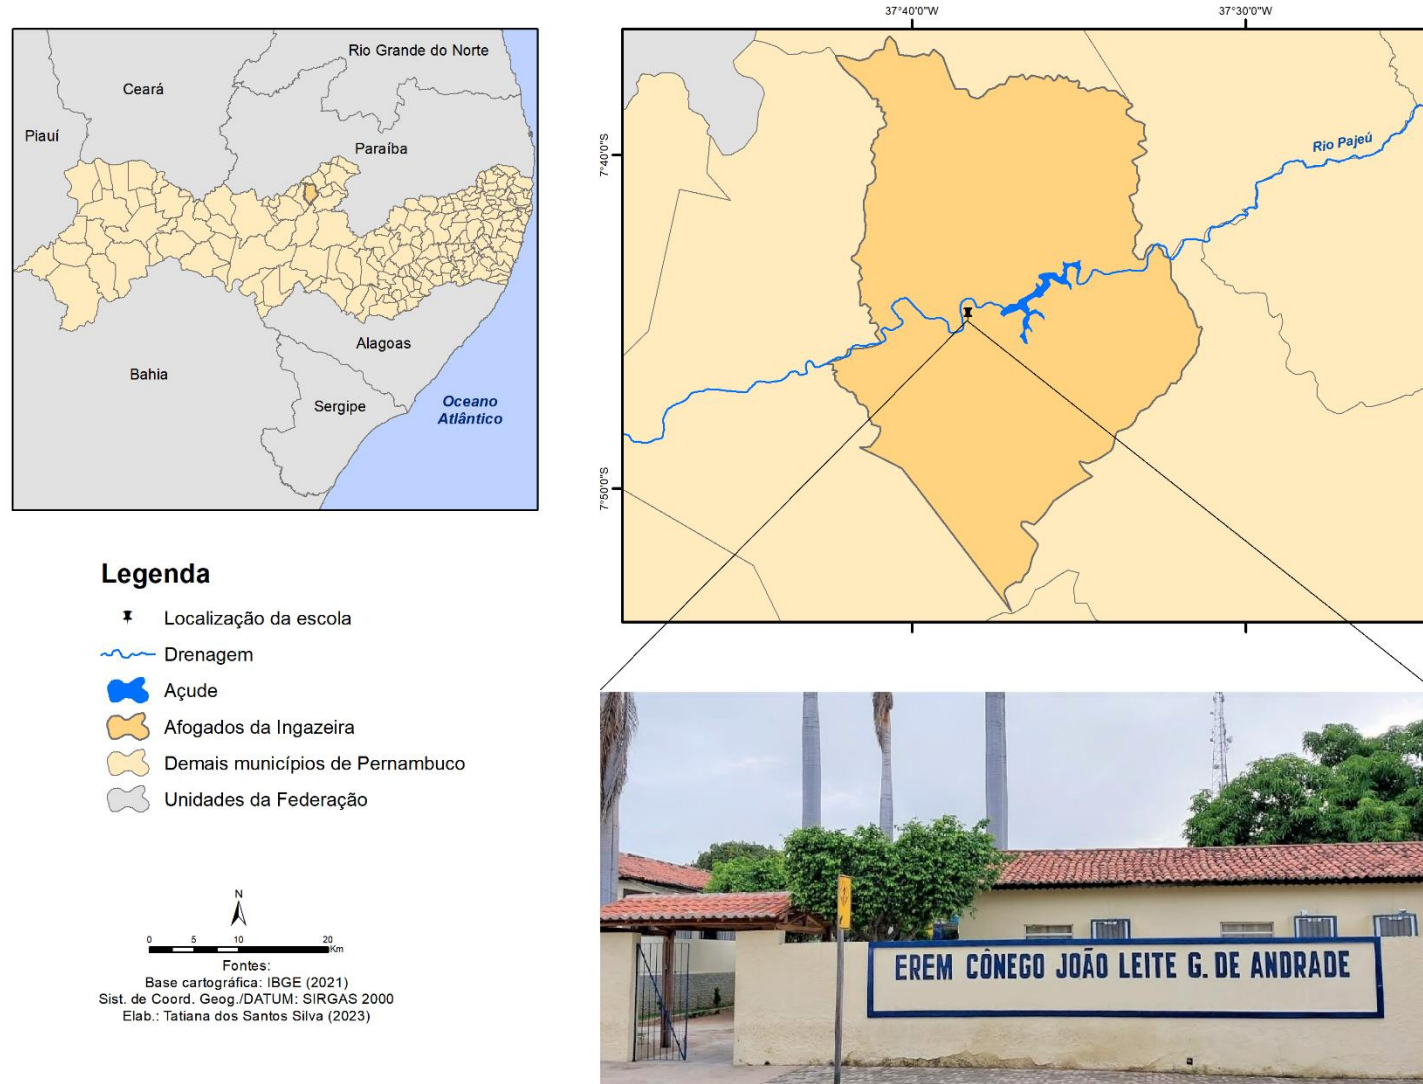 Rio Grande do Norte
Ceará
Piauí
Paraíba
Alagoas
Bahia
Sergipe
Oceano
Atlântico
37°40'0"W
37°30'0"W
7°40'0"S
7°50'0"S
Rio Pajeú
Legenda
Localização da escola
Drenagem
Açude
Afogados da Ingazeira
Demais municípios de Pernambuco
Unidades da Federação
N
0 5 10 20
Km
Fontes:
Base cartográfica: IBGE (2021)
Sist. de Coord. Geog./DATUM: SIRGAS 2000
Elab.: Tatiana dos Santos Silva (2023)
EREM CÔNEGO JOÃO LEITE G. DE ANDRADE